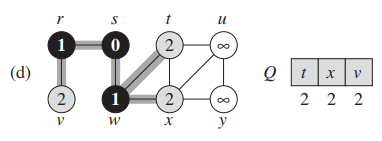 r s t u
1 0 2 ∞
(d) Q t x v
2 1 2 ∞ 2 2 2
v w x y